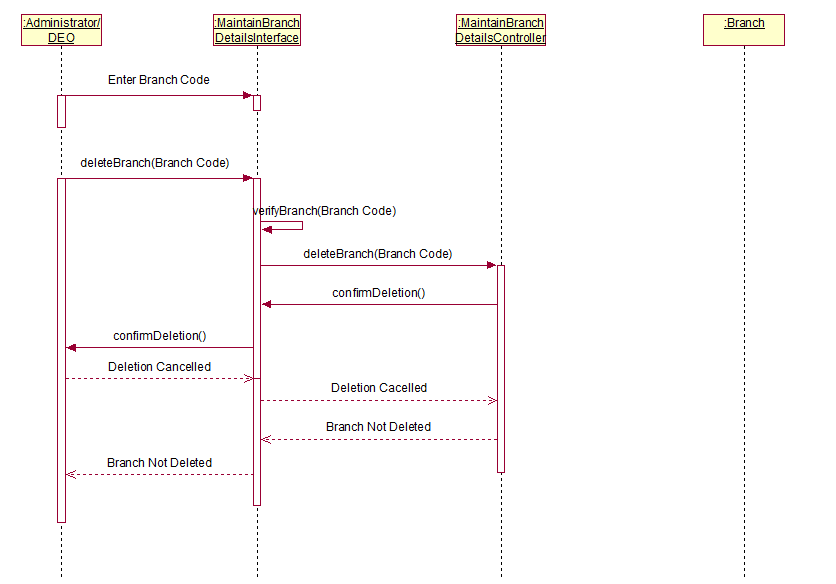 :Administrator/
DEO
:MaintainBranch
DetailsInterface
:MaintainBranch
DetailsController
:Branch
Enter Branch Code
deleteBranch(Branch Code)
verifyBranch(Branch Code)
deleteBranch(Branch Code)
confirmDeletion()
confirmDeletion()
Deletion Cancelled
Deletion Cacelled
Branch Not Deleted
Branch Not Deleted